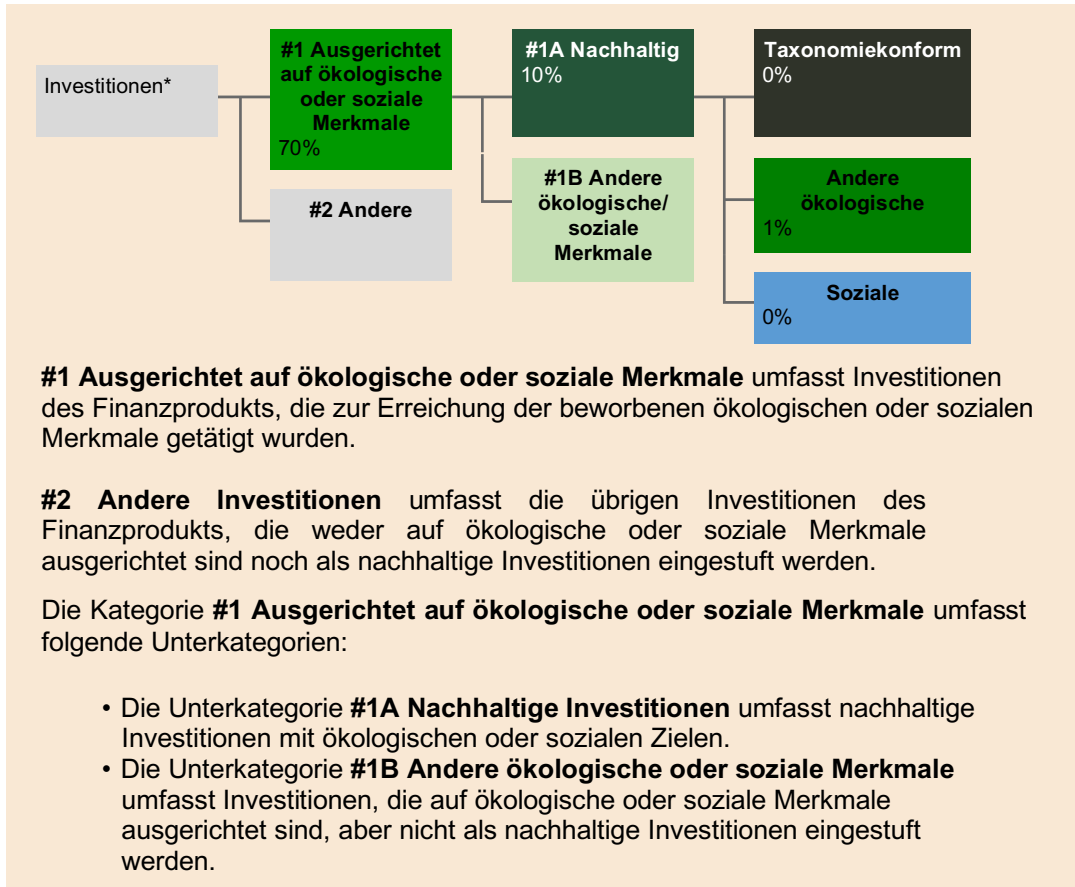 Investitionen*
#1 Ausgerichtet
auf ökologische
oder soziale
Merkmale
70%
#2 Andere
#1A Nachhaltig
10%
#1B Andere
ökologische/
soziale
Merkmale
Taxonomiekonform
0%
Andere
ökologische
1%
Soziale
0%
#1 Ausgerichtet auf ökologische oder soziale Merkmale umfasst Investitionen
des Finanzprodukts, die zur Erreichung der beworbenen ökologischen oder sozialen
Merkmale getätigt wurden.
#2 Andere Investitionen umfasst die übrigen Investitionen des
Finanzprodukts, die weder auf ökologische oder soziale Merkmale
ausgerichtet sind noch als nachhaltige Investitionen eingestuft werden.
Die Kategorie #1 Ausgerichtet auf ökologische oder soziale Merkmale umfasst
folgende Unterkategorien:
• Die Unterkategorie #1A Nachhaltige Investitionen umfasst nachhaltige
Investitionen mit ökologischen oder sozialen Zielen.
• Die Unterkategorie #1B Andere ökologische oder soziale Merkmale
umfasst Investitionen, die auf ökologische oder soziale Merkmale
ausgerichtet sind, aber nicht als nachhaltige Investitionen eingestuft
werden.